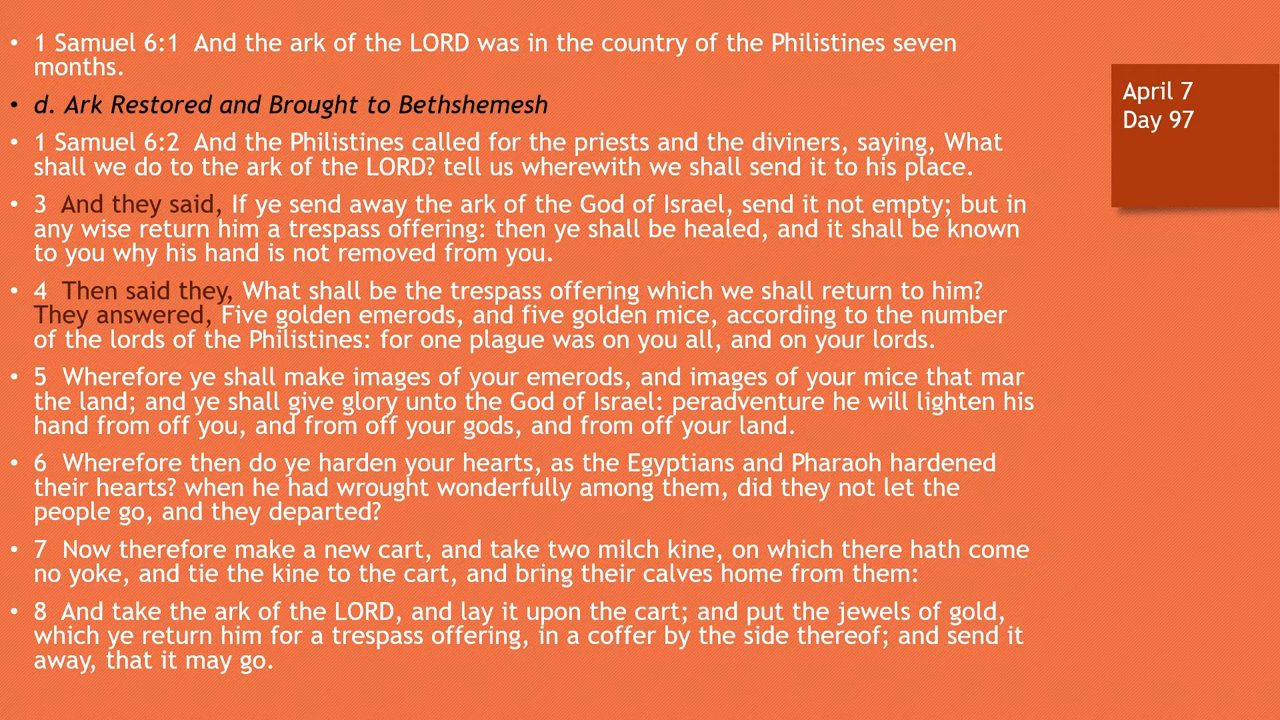 • 1 Samuel 6:1  And the ark of the LORD was in the country of the Philistines seven
months.
• d. Ark Restored and Brought to Bethshemesh
• 1 Samuel 6:2  And the Philistines called for the priests and the diviners, saying, What
shall we do to the ark of the LORD? tell us wherewith we shall send it to his place.
• 3  And they said, If ye send away the ark of the God of Israel, send it not empty; but in
any wise return him a trespass offering: then ye shall be healed, and it shall be known
to you why his hand is not removed from you.
• 4  Then said they, What shall be the trespass offering which we shall return to him?
They answered, Five golden emerods, and five golden mice, according to the number
of the lords of the Philistines: for one plague was on you all, and on your lords.
• 5  Wherefore ye shall make images of your emerods, and images of your mice that mar
the land; and ye shall give glory unto the God of Israel: peradventure he will lighten his
hand from off you, and from off your gods, and from off your land.
• 6  Wherefore then do ye harden your hearts, as the Egyptians and Pharaoh hardened
their hearts? when he had wrought wonderfully among them, did they not let the
people go, and they departed?
• 7  Now therefore make a new cart, and take two milch kine, on which there hath come
no yoke, and tie the kine to the cart, and bring their calves home from them:
• 8  And take the ark of the LORD, and lay it upon the cart; and put the jewels of gold,
which ye return him for a trespass offering, in a coffer by the side thereof; and send it
away, that it may go.
April 7
Day 97